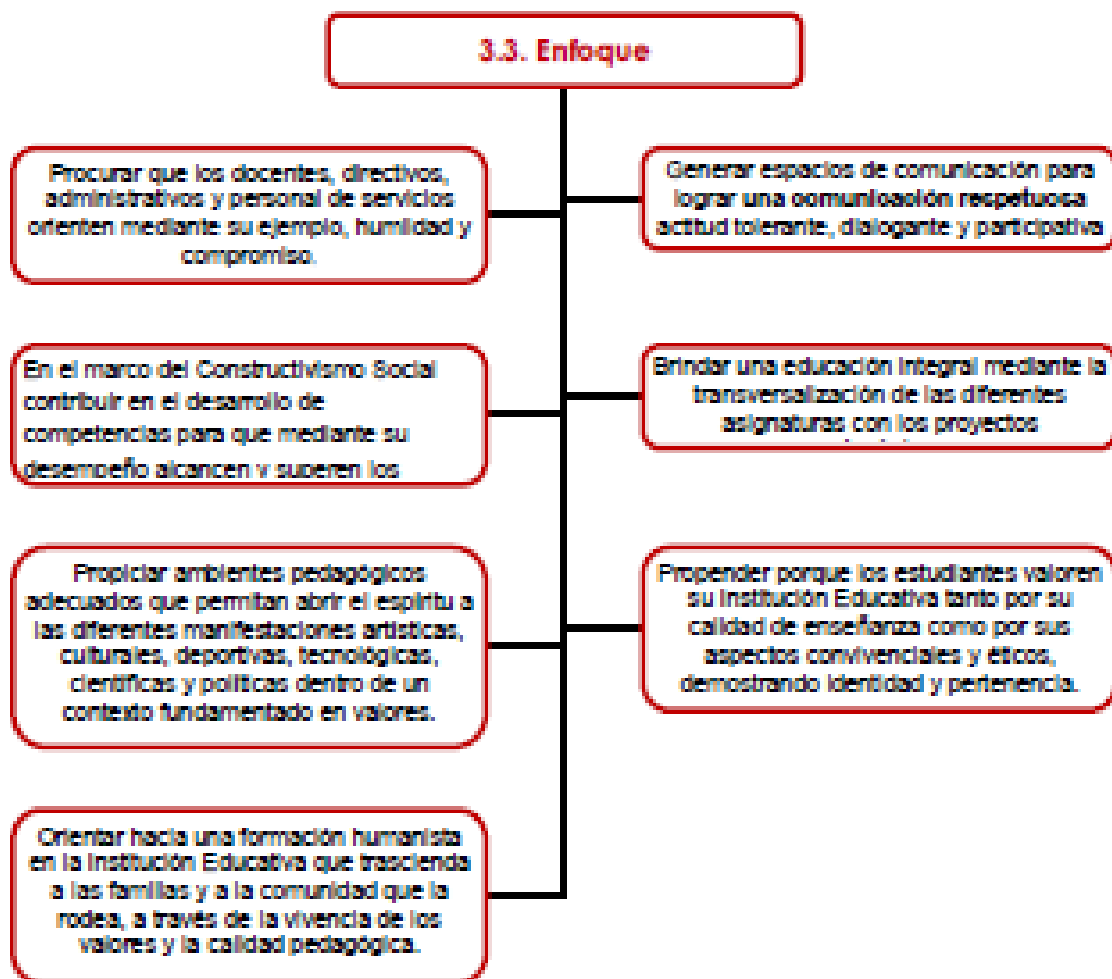 3.3. Enfoque
Procurar que los docentes, directivos,
administrativos y personal de servicios
orienten mediante su ejemplo, humildad y
compromiso.
Generar espacios de comunicación para
lograr una comunicación respetuosa
actitud tolerante, dialogante y participativa
En el marco del Constructivismo Social
contribuir en el desarrollo de
competencias para que mediante su
desempeño alcancen y superen los
Brindar una educación integral mediante la
transversalización de las diferentes
asignaturas con los proyectos
Propiciar ambientes pedagógicos
adecuados que permitan abrir el espíritu a
las diferentes manifestaciones artísticas,
culturales, deportivas, tecnológicas,
científicas y políticas dentro de un
contexto fundamentado en valores.
Propender porque los estudiantes valoren
su Institución Educativa tanto por su
calidad de enseñanza como por sus
aspectos convivenciales y éticos,
demostrando identidad y pertenencia.
Orientar hacia una formación humanista
en la Institución Educativa que trascienda
a las familias y a la comunidad que la
rodea, a través de la vivencia de los
valores y la calidad pedagógica.